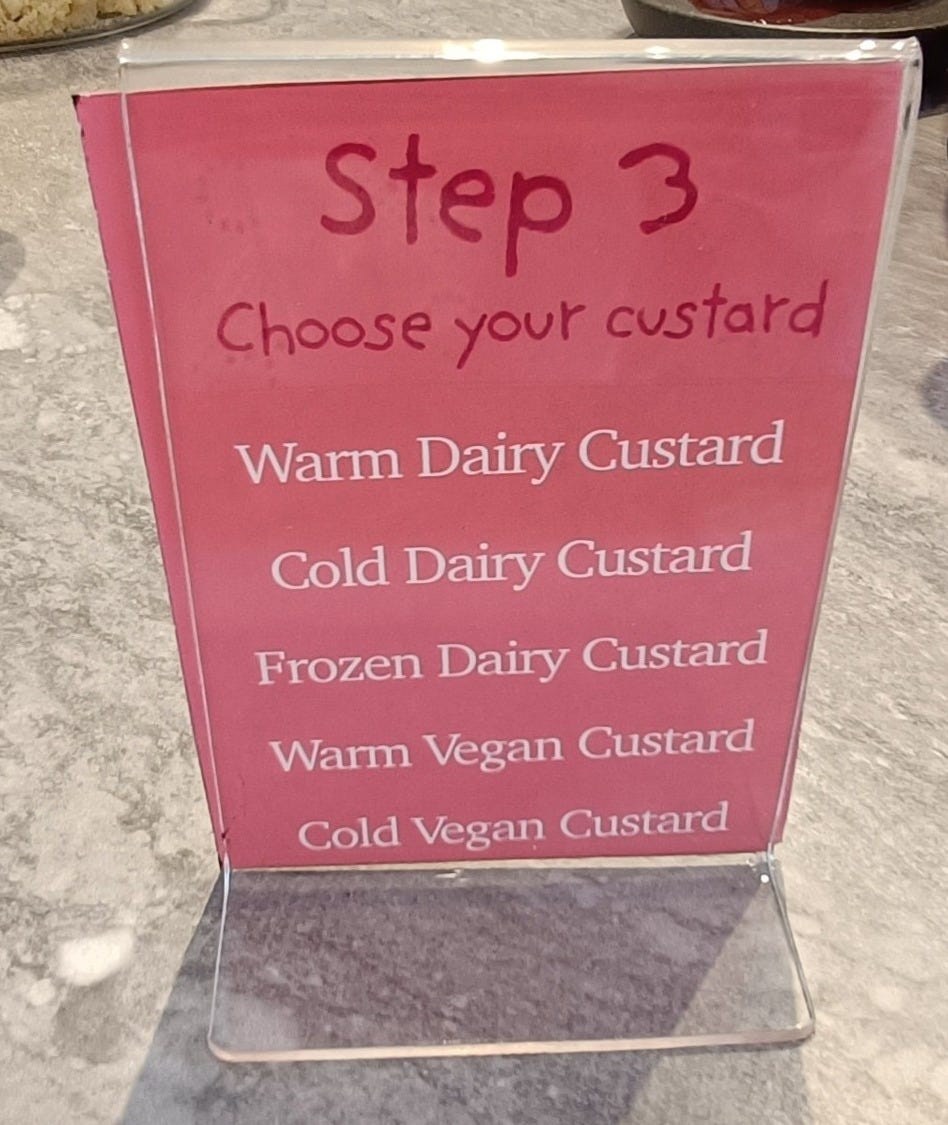 Step 3
Choose your custard
Warm Dairy Custard
Cold Dairy Custard
Frozen Dairy Custard
Warm Vegan Custard
Cold Vegan Custard